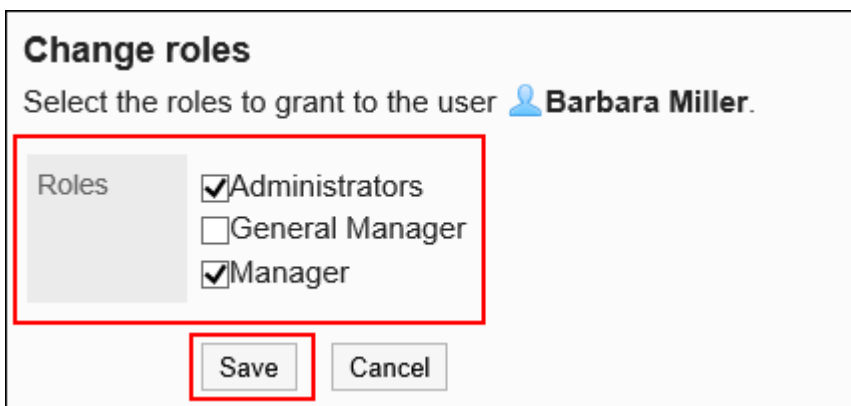 Change roles
Select the roles to grant to the user Barbara Miller.
Roles
Administrators
General Manager
Manager
Save Cancel